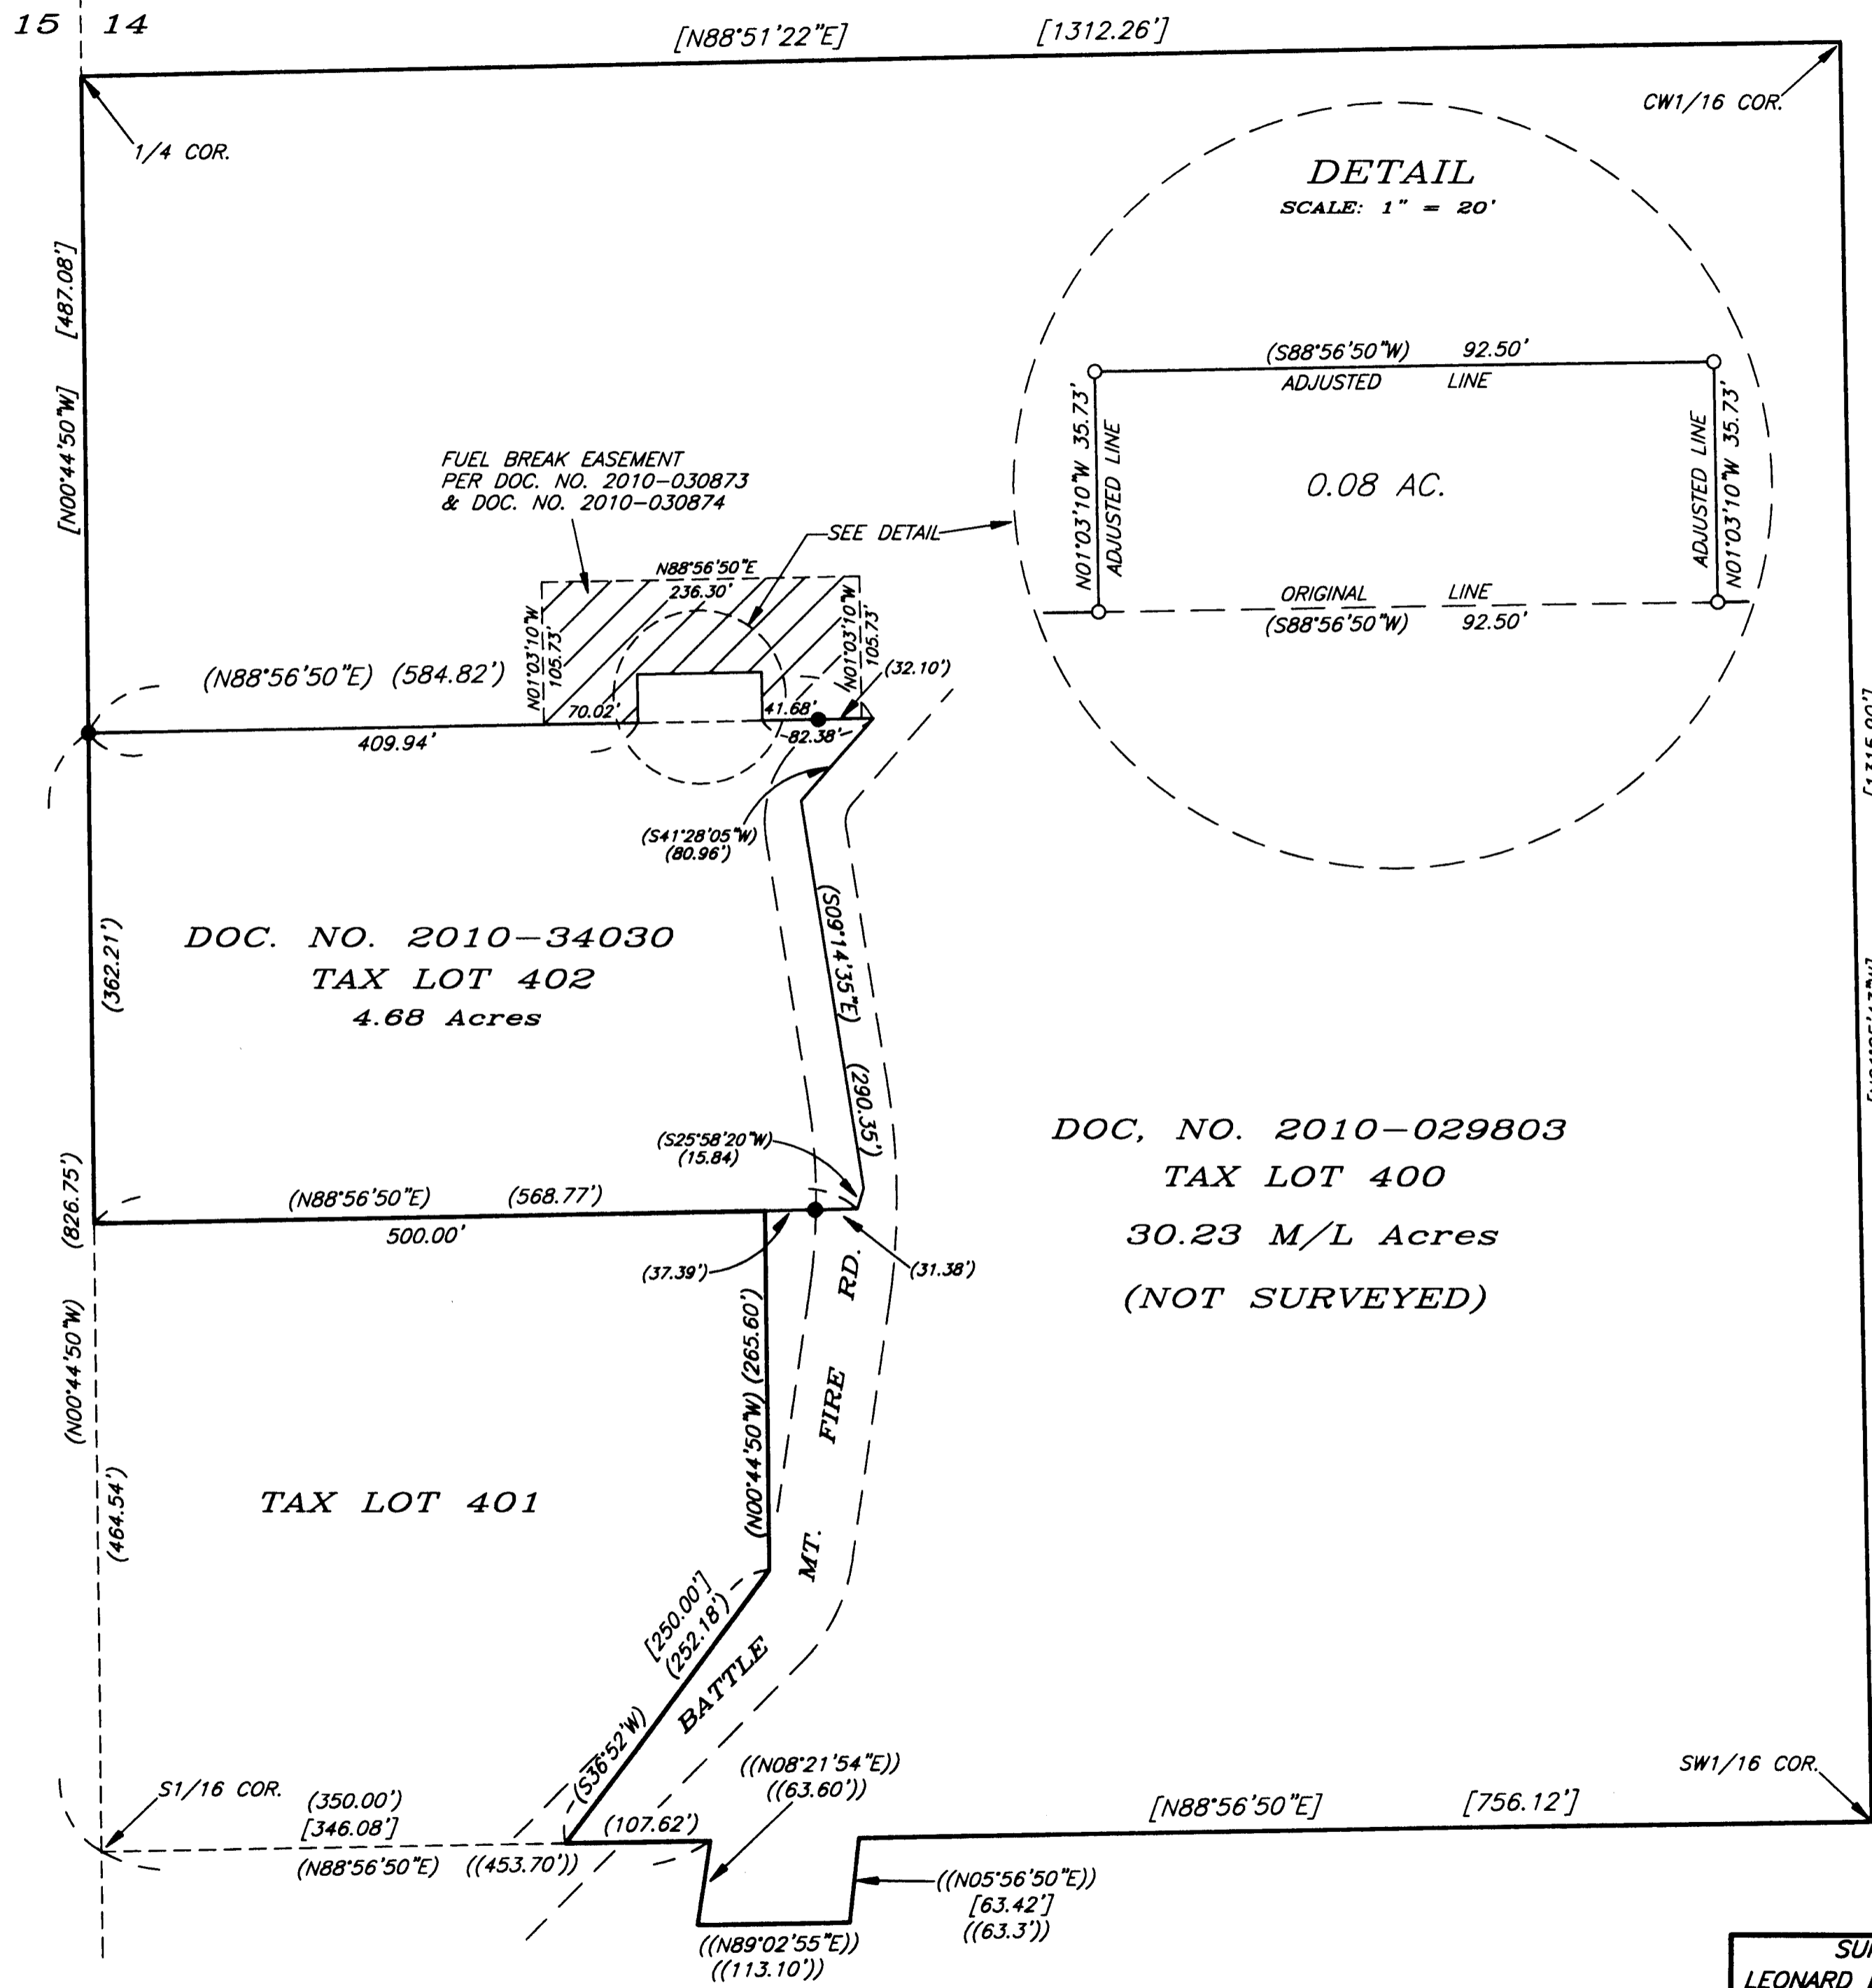 15 14
[N88°51'22"E] [1312.26']
1/4 COR.
CW1/16 COR.
DETAIL
SCALE: 1" = 20'
[487.08']
[N00°44'50"W]
(S88°56'50"W) 92.50'
ADJUSTED LINE
N01°03'10"W 35.73'
ADJUSTED LINE
0.08 AC.
ADJUSTED LINE
N01°03'10"W 35.73'
ORIGINAL LINE
(S88°56'50"W) 92.50'
FUEL BREAK EASEMENT
PER DOC. NO. 2010-030873
& DOC. NO. 2010-030874
SEE DETAIL
N88°56'50"E
236.30'
N01°03'10"W
105.73'
N01°03'10"W
105.73'
(32.10')
(N88°56'50"E) (584.82')
70.02'
41.68'
82.38'
409.94'
(S41°28'05"W)
(80.96')
(S09°14'35"E)
(290.35')
(362.21')
DOC. NO. 2010-34030
TAX LOT 402
4.68 Acres
DOC, NO. 2010-029803
TAX LOT 400
30.23 M/L Acres
(NOT SURVEYED)
(S25°58'20"W)
(15.84)
(826.75')
(N88°56'50"E) (568.77')
500.00'
(37.39')
(31.38')
(N00°44'50"W)
(464.54')
(N00°44'50"W) (265.60')
TAX LOT 401
BATTLE MT. FIRE RD.
[250.00']
(252.18')
(S36°52'W)
S1/16 COR.
(350.00')
[346.08']
(N88°56'50"E) ((453.70'))
(107.62')
((N08°21'54"E))
((63.60'))
[N88°56'50"E] [756.12']
SW1/16 COR.
((N05°56'50"E))
[63.42']
((63.3'))
((N89°02'55"E))
((113.10'))
LEONARD